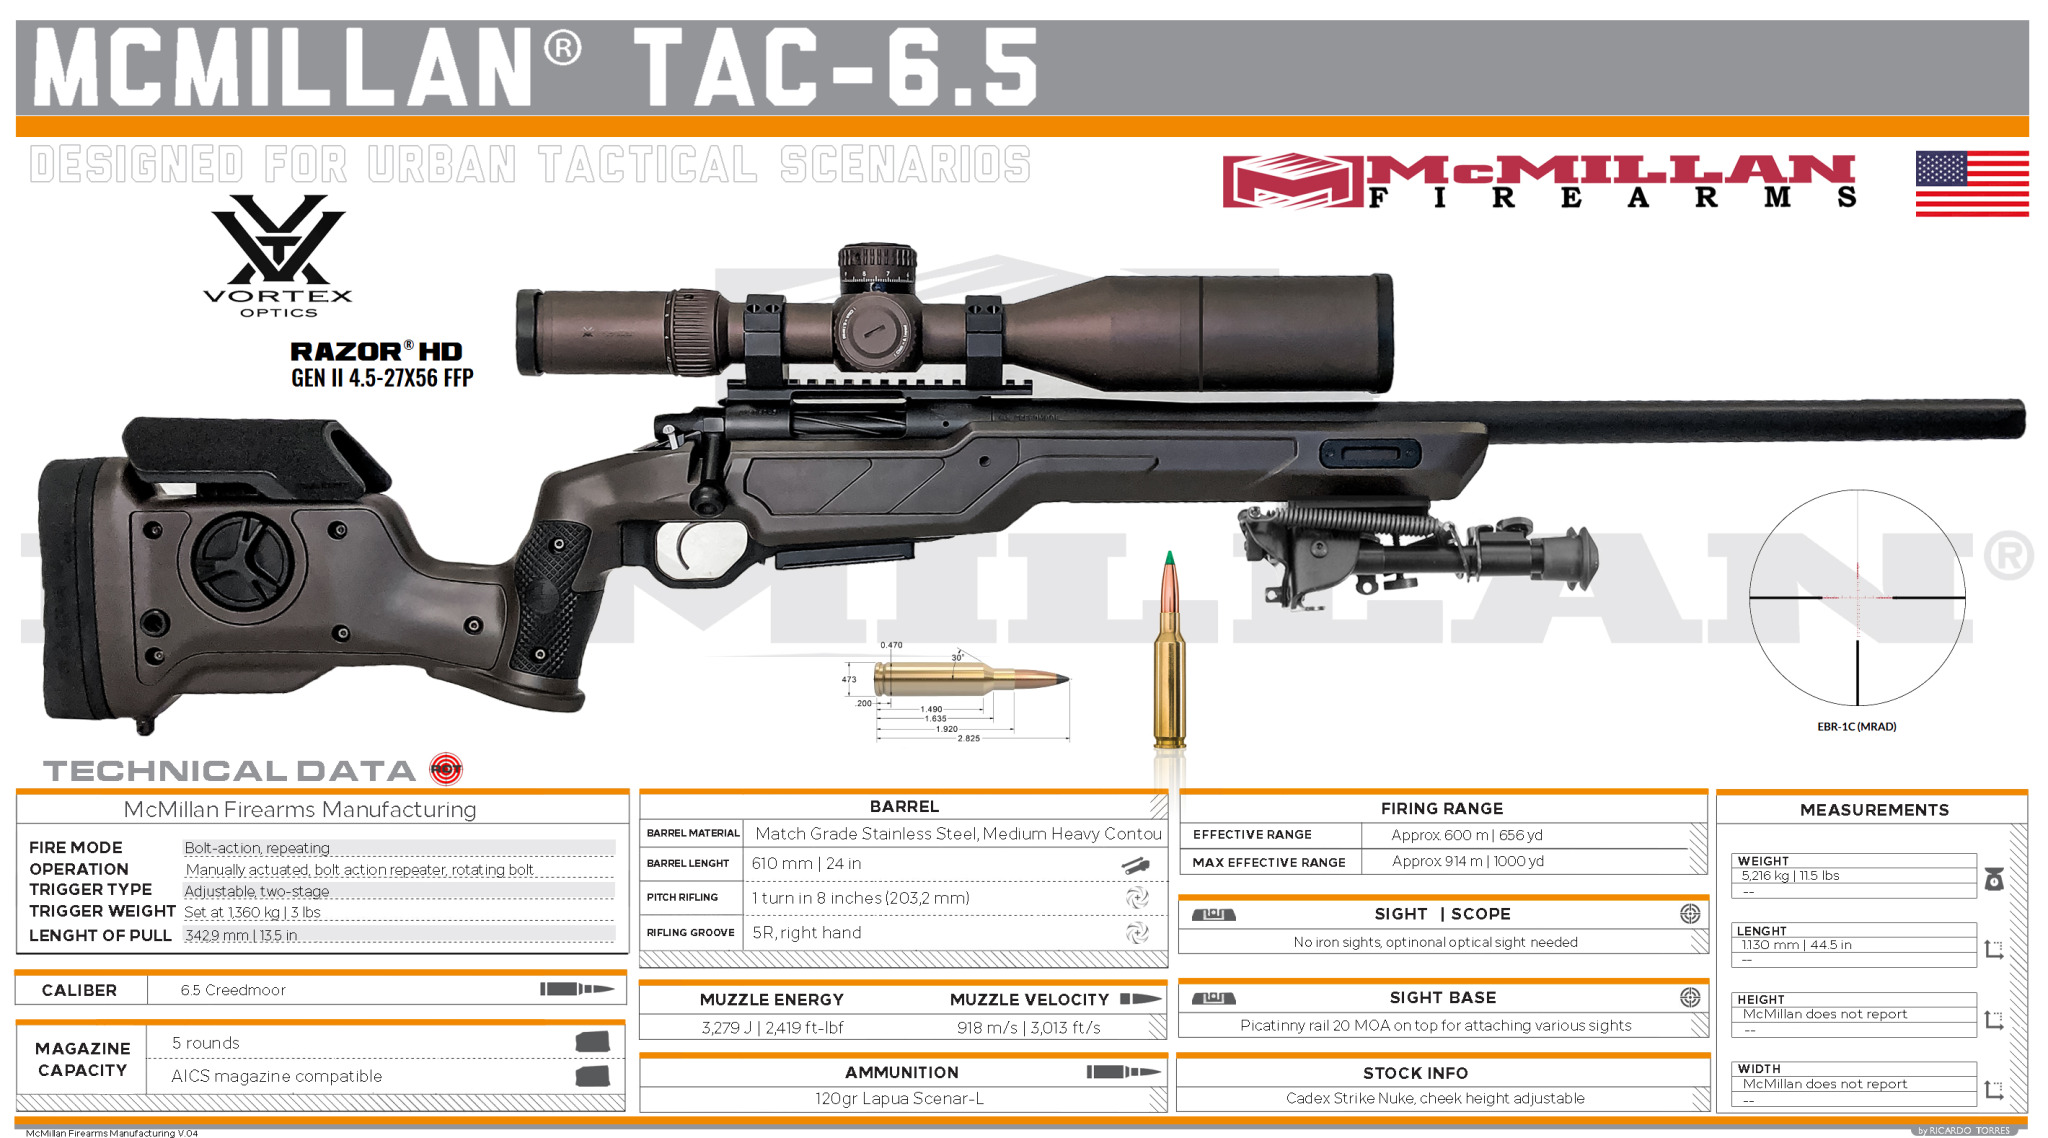 MCMILLAN® TAC-6.5
DESIGNED FOR URBAN TACTICAL SCENARIOS
McMILLAN
FIREARMS
VORTEX
OPTICS
RAZOR® HD
GEN II 4.5-27X56 FFP
MCMILLAN®
0.470
30°
473
.200
1.490
1.635
1.920
2.825
EBR-1C (MRAD)
TECHNICAL DATA
McMillan Firearms Manufacturing
FIRE MODE Bolt-action, repeating
OPERATION Manually actuated, bolt action repeater, rotating bolt
TRIGGER TYPE Adjustable, two-stage
TRIGGER WEIGHT Set at 1,360 kg | 3 lbs
LENGHT OF PULL 342,9 mm | 13.5 in
CALIBER 6.5 Creedmoor
MAGAZINE CAPACITY
5 rounds
AICS magazine compatible
BARREL
BARREL MATERIAL Match Grade Stainless Steel, Medium Heavy Contou
BARREL LENGHT 610 mm | 24 in
PITCH RIFLING 1 turn in 8 inches (203,2 mm)
RIFLING GROOVE 5R, right hand
MUZZLE ENERGY MUZZLE VELOCITY
3,279 J | 2,419 ft-lbf 918 m/s | 3,013 ft/s
AMMUNITION
120gr Lapua Scenar-L
FIRING RANGE
EFFECTIVE RANGE Approx. 600 m | 656 yd
MAX EFFECTIVE RANGE Approx. 914 m | 1000 yd
SIGHT | SCOPE
No iron sights, optinonal optical sight needed
SIGHT BASE
Picatinny rail 20 MOA on top for attaching various sights
STOCK INFO
Cadex Strike Nuke, cheek height adjustable
MEASUREMENTS
WEIGHT
5,216 kg | 11.5 lbs
--
LENGHT
1.130 mm | 44.5 in
--
HEIGHT
McMillan does not report
--
WIDTH
McMillan does not report
--
McMillan Firearms Manufacturing V.04
by RICARDO TORRES